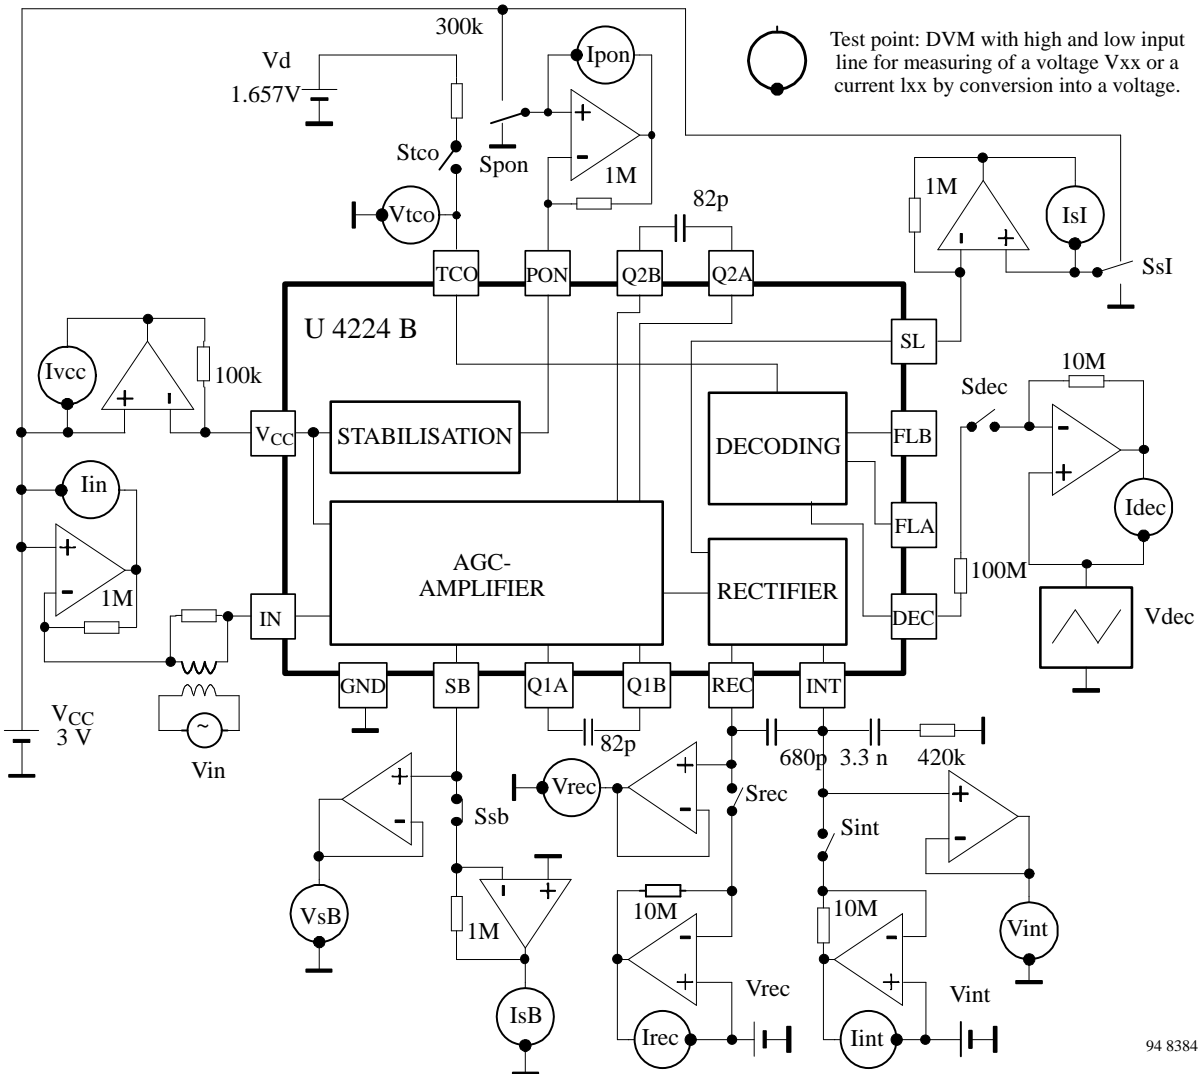 300k
Test point: DVM with high and low input
line for measuring of a voltage Vxx or a
current lxx by conversion into a voltage.
Vd
1.657V
Ipon
+
-
1M
Stco
Spon
Vtco
82p
1M
-
+
IsI
SsI
TCO
PON
Q2B
Q2A
U 4224 B
SL
Ivcc
+
-
100k
10M
Sdec
-
+
VCC
STABILISATION
DECODING
FLB
Iin
Idec
FLA
+
-
1M
AGC-
AMPLIFIER
RECTIFIER
100M
IN
DEC
Vdec
GND
SB
Q1A
Q1B
REC
INT
VCC
3 V
~
Vin
82p
680p
3.3 n
420k
+
-
Ssb
Vrec
+
-
Srec
Sint
+
-
-
+
VsB
1M
10M
10M
Vint
-
+
-
+
IsB
Vrec
Irec
Vint
Iint
94 8384